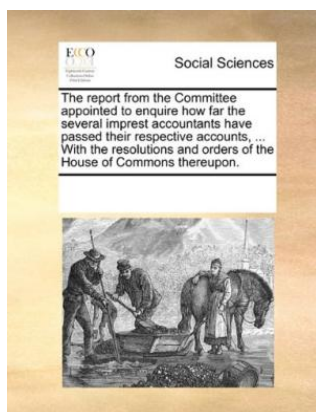 ECCO
Social Sciences
The report from the Committee
appointed to enquire how far the
several imprest accountants have
passed their respective accounts, ...
With the resolutions and orders of the
House of Commons thereupon.